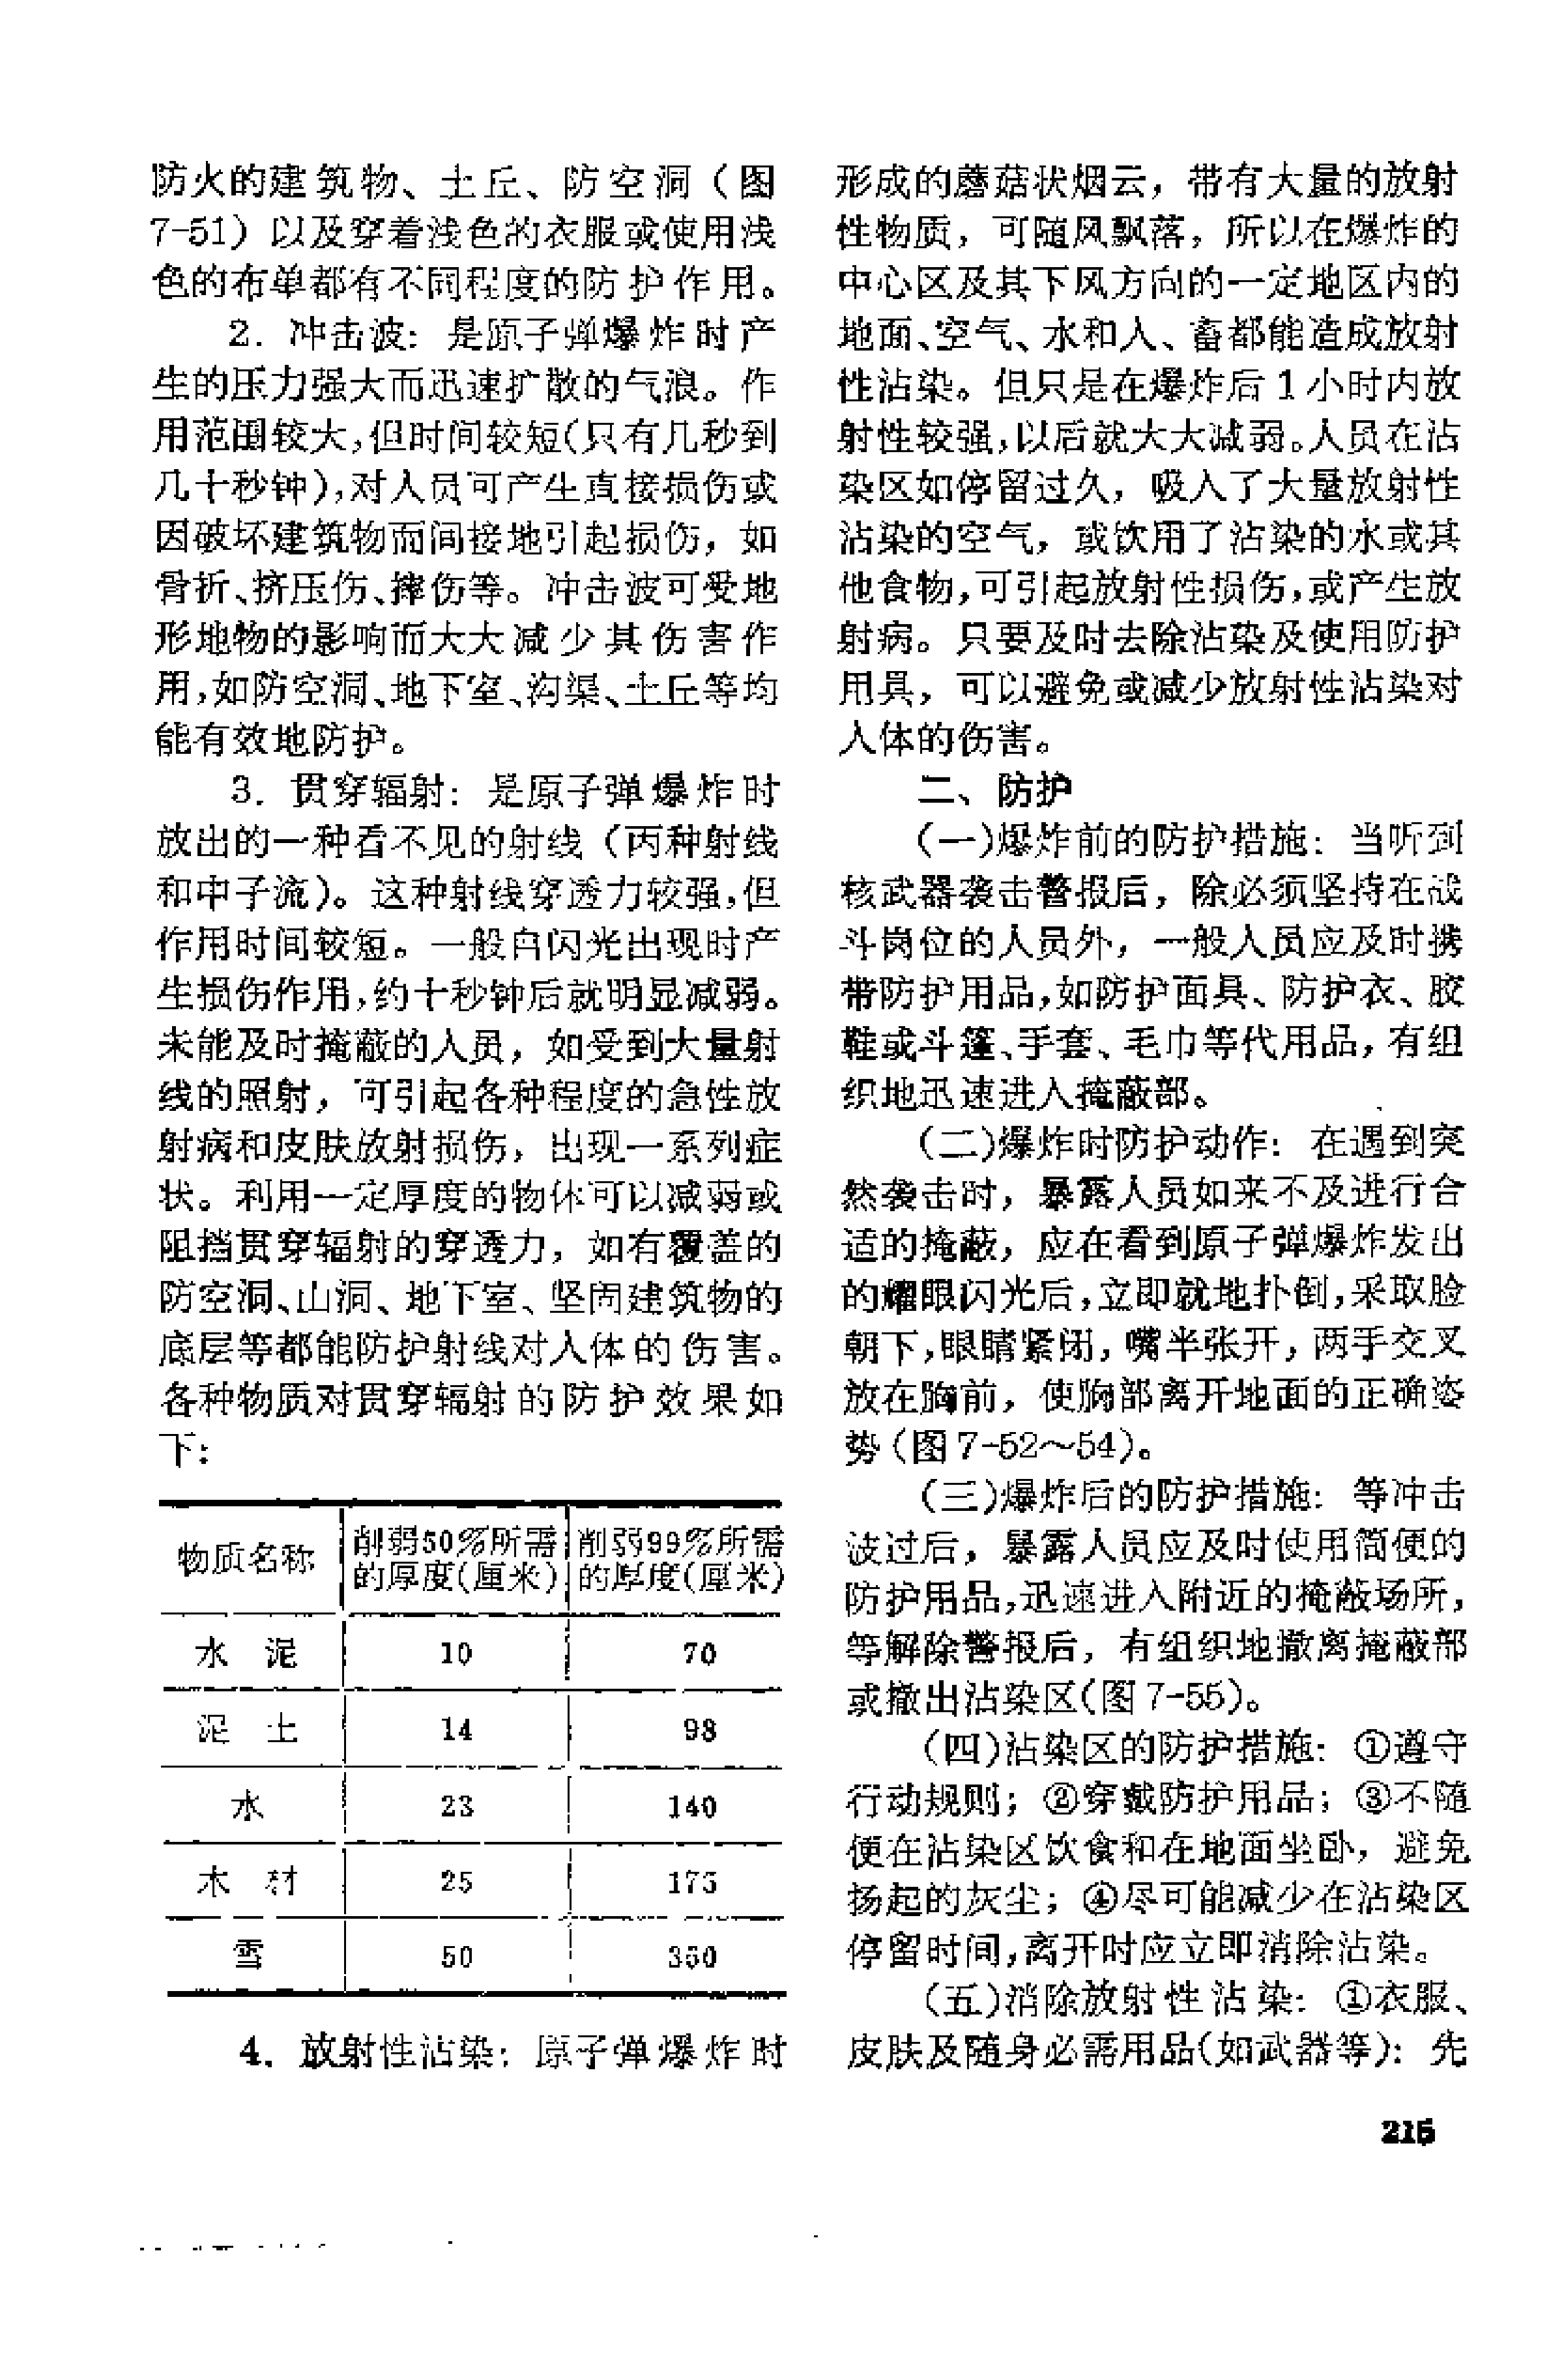 防火的建筑物、土丘、防空洞（图
7-51）以及穿着浅色的衣服或使用浅
色的布单都有不同程度的防护作用。
2. 冲击波：是原子弹爆炸时产
生的压力强大而迅速扩散的气浪。作
用范围较大，但时间较短（只有几秒到
几十秒钟），对人员可产生直接损伤或
因破坏建筑物而间接地引起损伤，如
骨折、挤压伤、摔伤等。冲击波可受地
形地物的影响而大大减少其伤害作
用，如防空洞、地下室、沟渠、土丘等均
能有效地防护。
3. 贯穿辐射：是原子弹爆炸时
放出的一种看不见的射线（丙种射线
和中子流）。这种射线穿透力较强，但
作用时间较短。一般自闪光出现时产
生损伤作用，约十秒钟后就明显减弱。
未能及时掩蔽的人员，如受到大量射
线的照射，可引起各种程度的急性放
射病和皮肤放射损伤，出现一系列症
状。利用一定厚度的物体可以减弱或
阻挡贯穿辐射的穿透力，如有覆盖的
防空洞、山洞、地下室、坚固建筑物的
底层等都能防护射线对人体的伤害。
各种物质对贯穿辐射的防护效果如
下：
物质名称 削弱50%所需的厚度（厘米） 削弱99%所需的厚度（厘米）
水泥 10 70
泥土 14 98
水 23 140
木材 25 175
雪 50 350
4. 放射性沾染：原子弹爆炸时
形成的蘑菇状烟云，带有大量的放射
性物质，可随风飘落，所以在爆炸的
中心区及其下风方向的一定地区内的
地面、空气、水和人、畜都能造成放射
性沾染。但只是在爆炸后1小时内放
射性较强，以后就大大减弱。人员在沾
染区如停留过久，吸入了大量放射性
沾染的空气，或饮用了沾染的水或其
他食物，可引起放射性损伤，或产生放
射病。只要及时去除沾染及使用防护
用具，可以避免或减少放射性沾染对
人体的伤害。
二、防护
（一）爆炸前的防护措施：当听到
核武器袭击警报后，除必须坚持在战
斗岗位的人员外，一般人员应及时携
带防护用品，如防护面具、防护衣、胶
鞋或斗篷、手套、毛巾等代用品，有组
织地迅速进入掩蔽部。
（二）爆炸时防护动作：在遇到突
然袭击时，暴露人员如来不及进行合
适的掩蔽，应在看到原子弹爆炸发出
的耀眼闪光后，立即就地扑倒，采取脸
朝下，眼睛紧闭，嘴半张开，两手交叉
放在胸前，使胸部离开地面的正确姿
势（图7-52～54）。
（三）爆炸后的防护措施：等冲击
波过后，暴露人员应及时使用简便的
防护用品，迅速进入附近的掩蔽场所，
等解除警报后，有组织地撤离掩蔽部
或撤出沾染区（图7-55）。
（四）沾染区的防护措施：①遵守
行动规则；②穿戴防护用品；③不随
便在沾染区饮食和在地面坐卧，避免
扬起的灰尘；④尽可能减少在沾染区
停留时间，离开时应立即消除沾染。
（五）消除放射性沾染：①衣服、
皮肤及随身必需用品（如武器等）：先
215